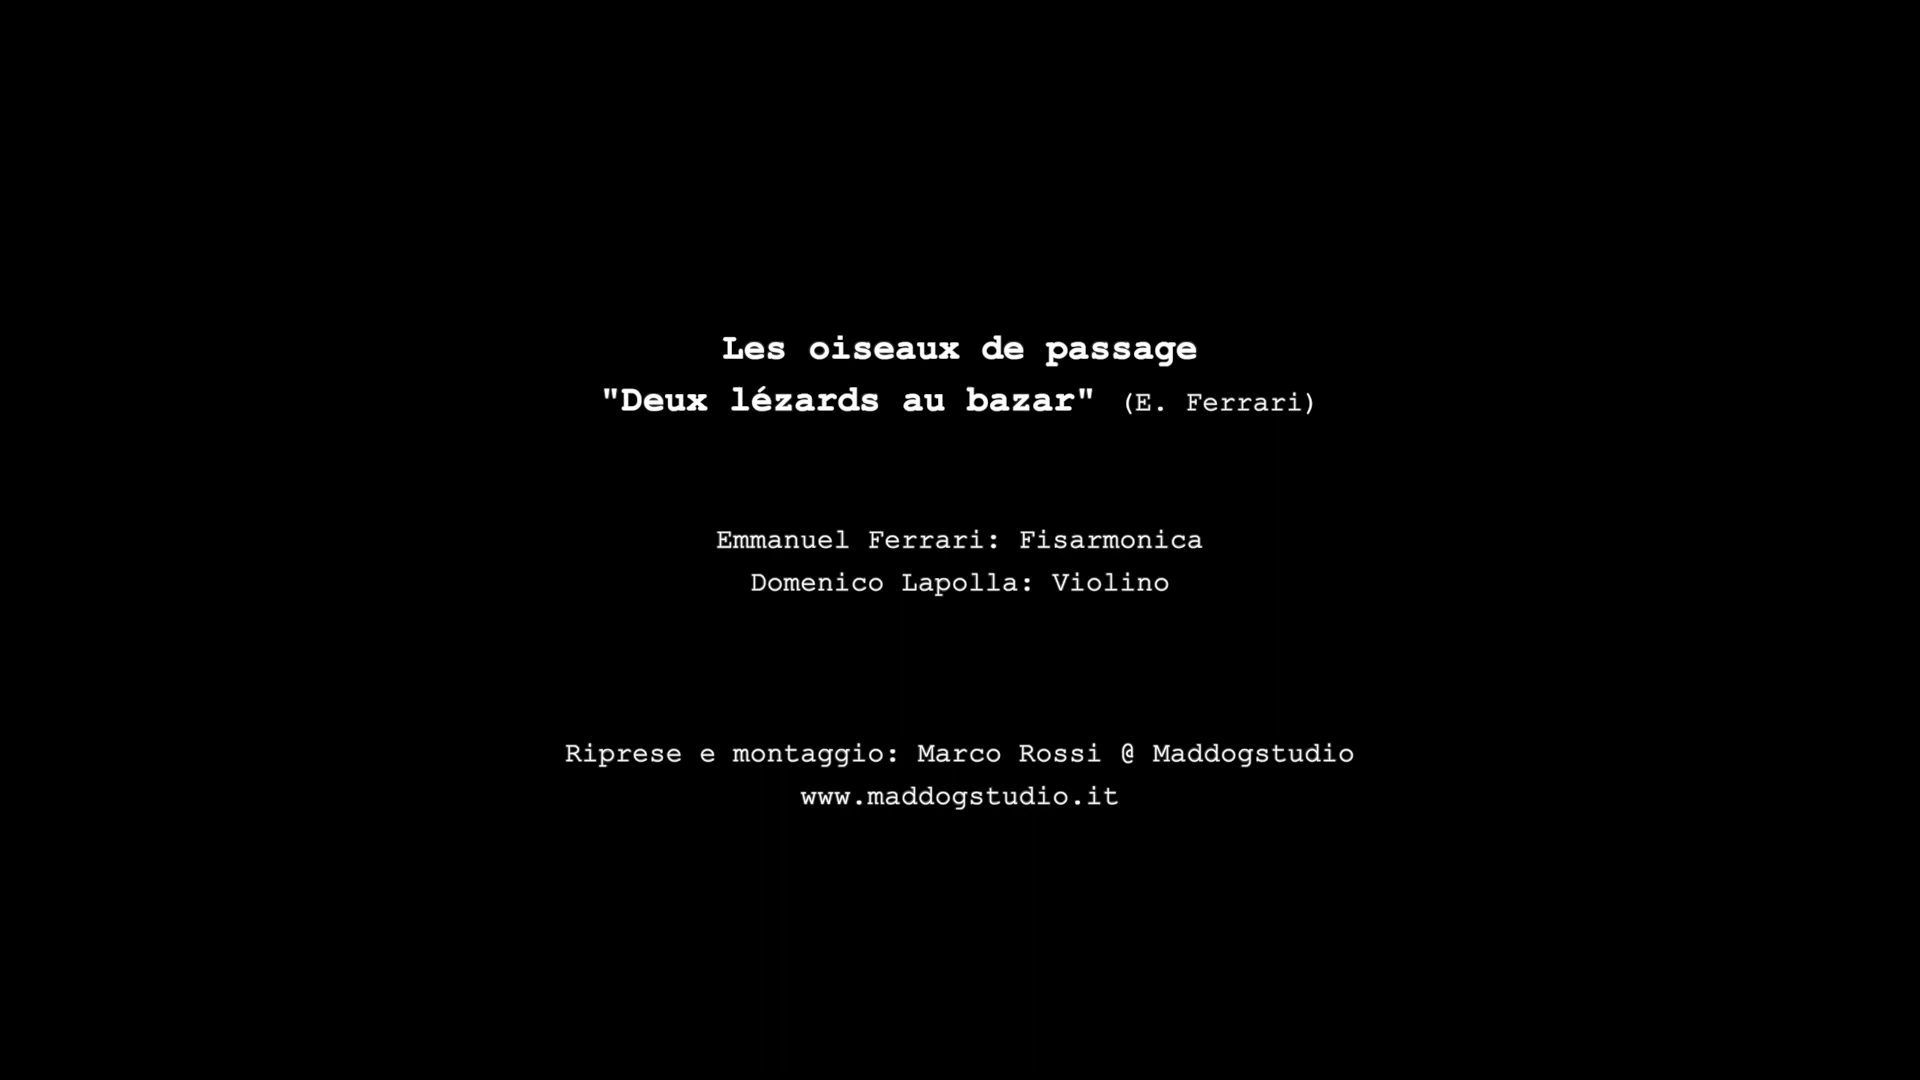 Les oiseaux de passage
"Deux lézards au bazar" (E. Ferrari)
Emmanuel Ferrari: Fisarmonica
Domenico Lapolla: Violino
Riprese e montaggio: Marco Rossi @ Maddogstudio
www.maddogstudio.it